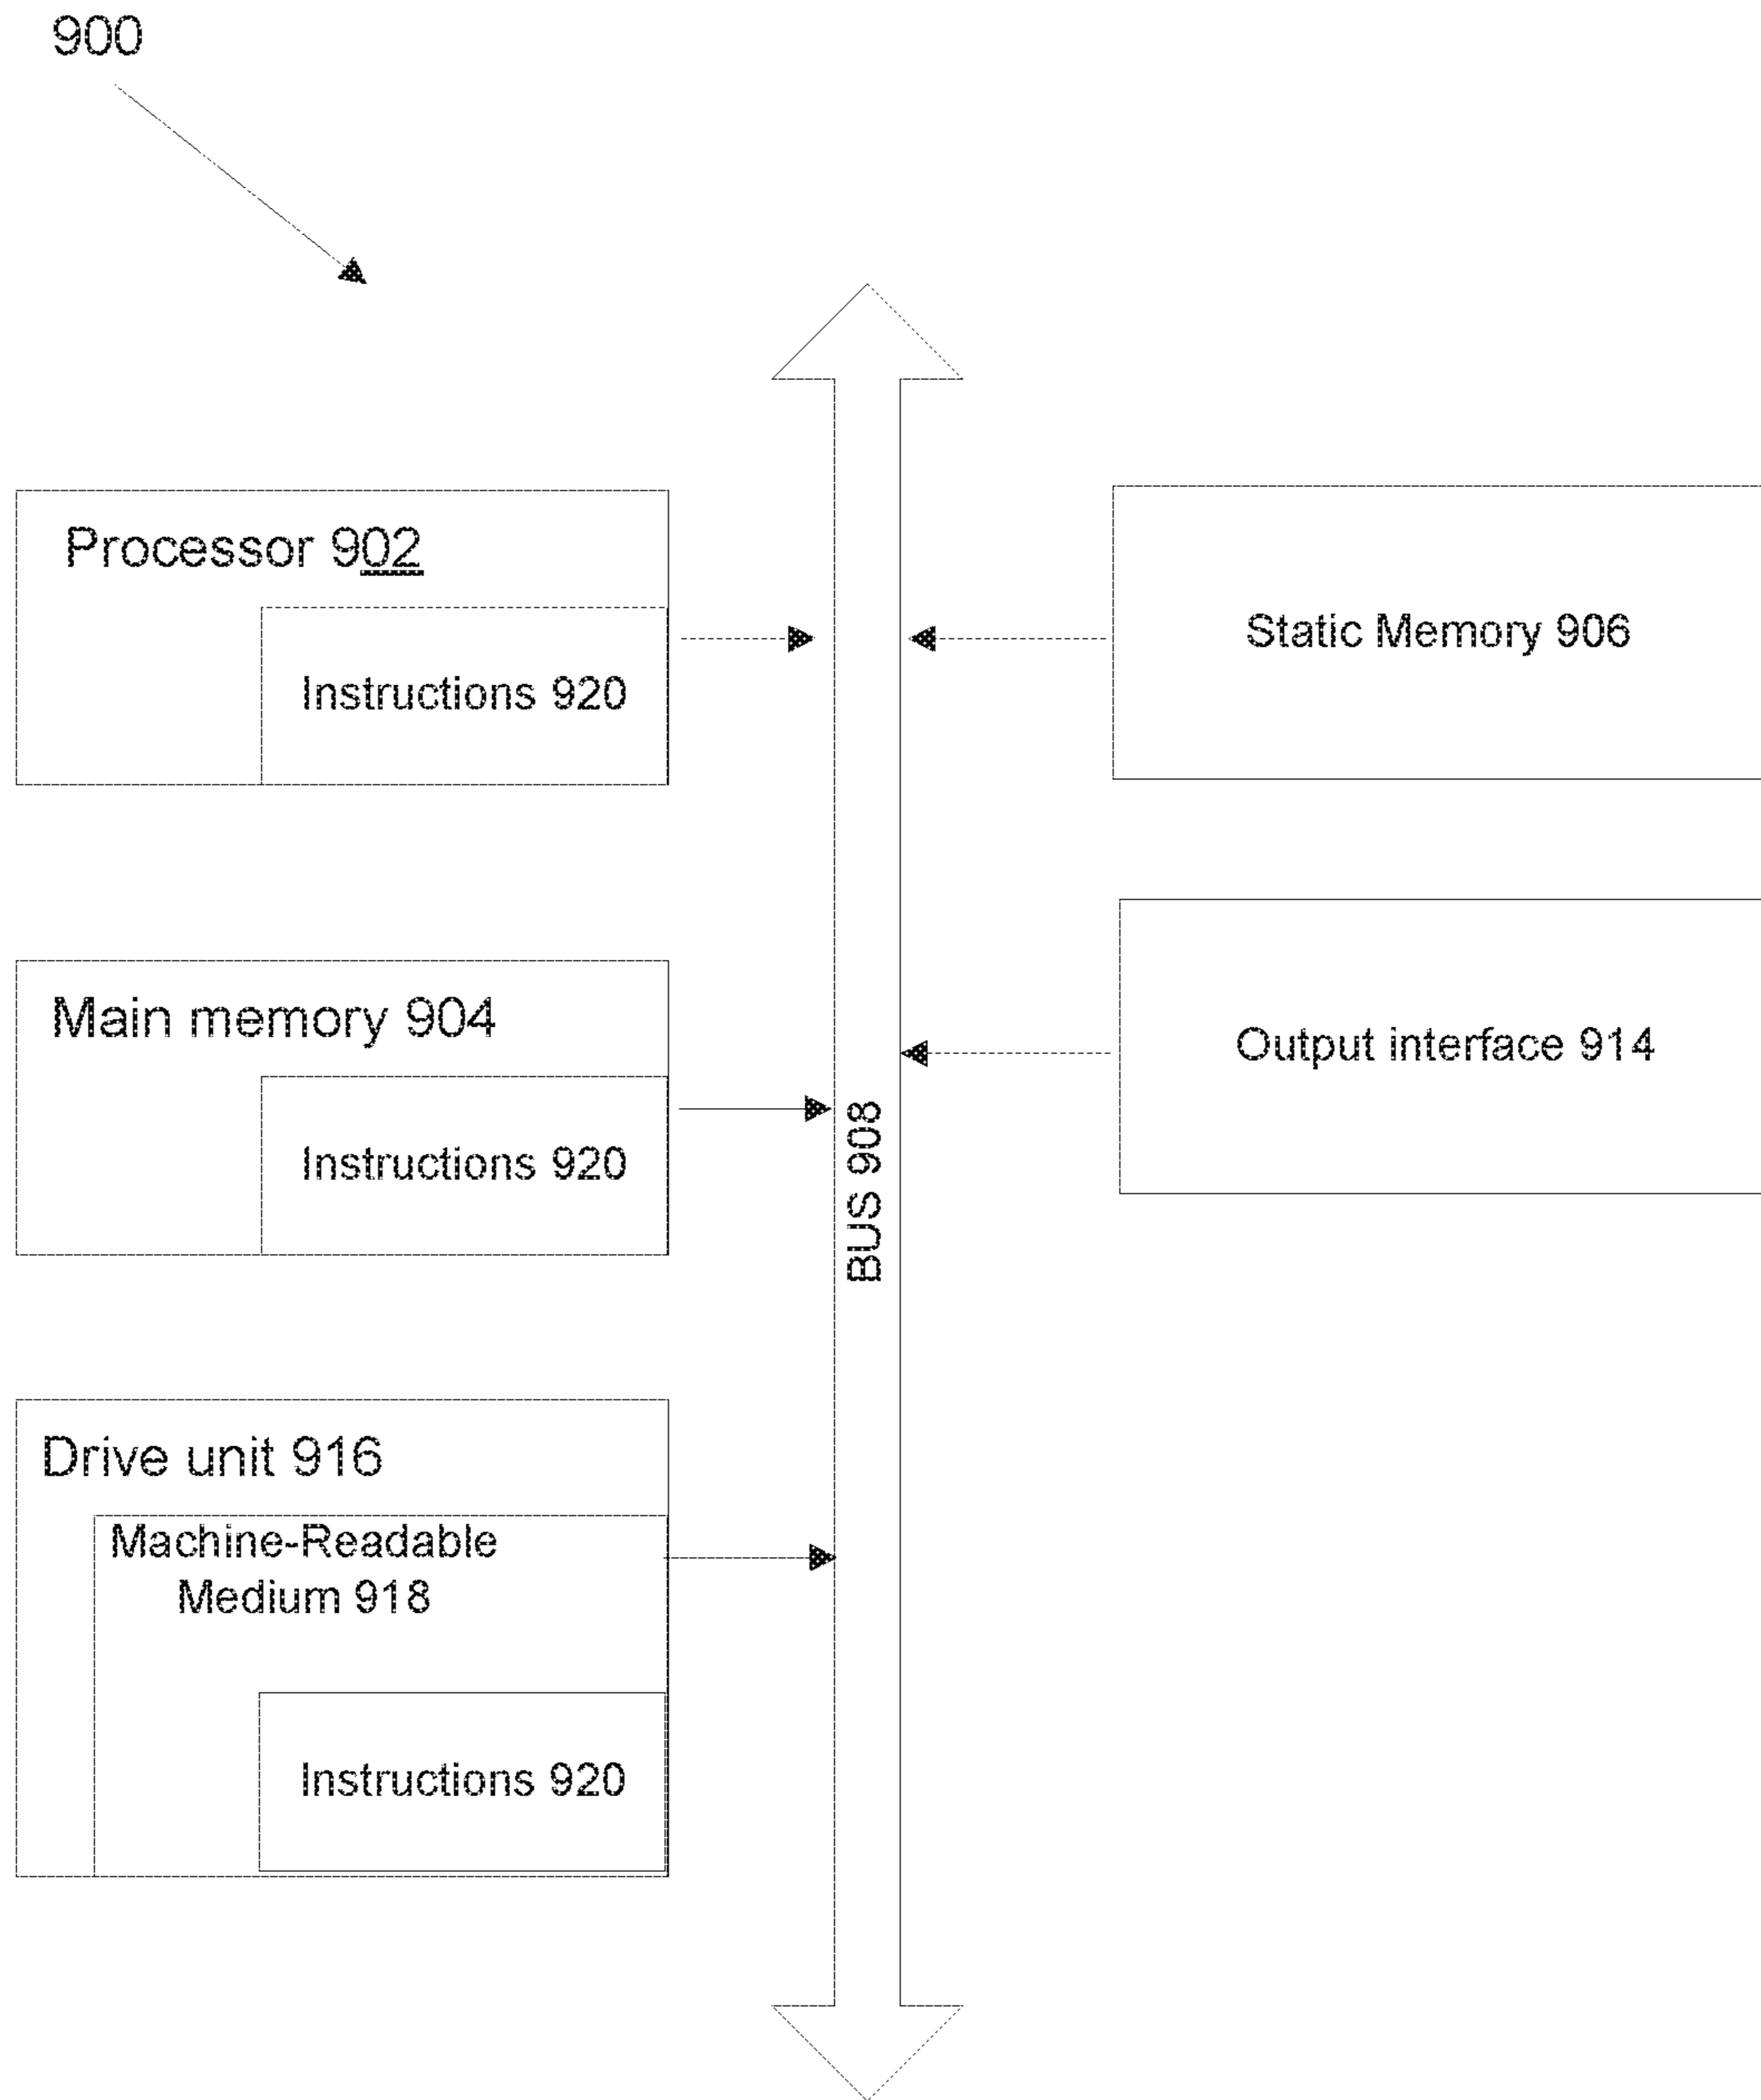 900
Processor 902
Instructions 920
Static Memory 906
Main memory 904
Instructions 920
Output interface 914
BUS 908
Drive unit 916
Machine-Readable
Medium 918
Instructions 920